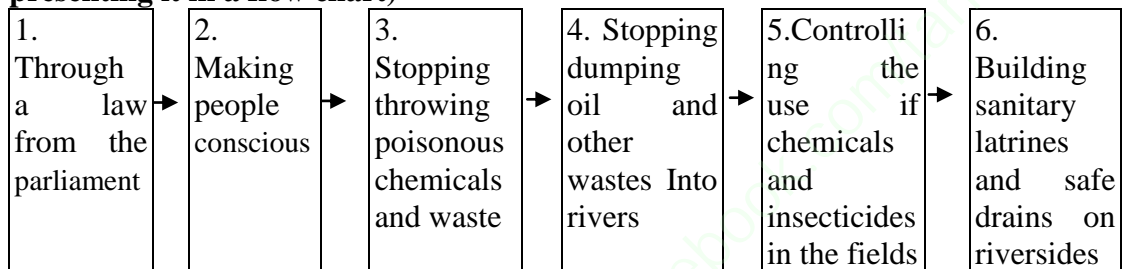 presenting it in a flow chart)
1.
Through
a law
from the
parliament
2.
Making
people
conscious
3.
Stopping
throwing
poisonous
chemicals
and waste
4. Stopping
dumping
oil and
other
wastes Into
rivers
5.Controlli
ng the
use if
chemicals
and
insecticides
in the fields
6.
Building
sanitary
latrines
and safe
drains on
riversides